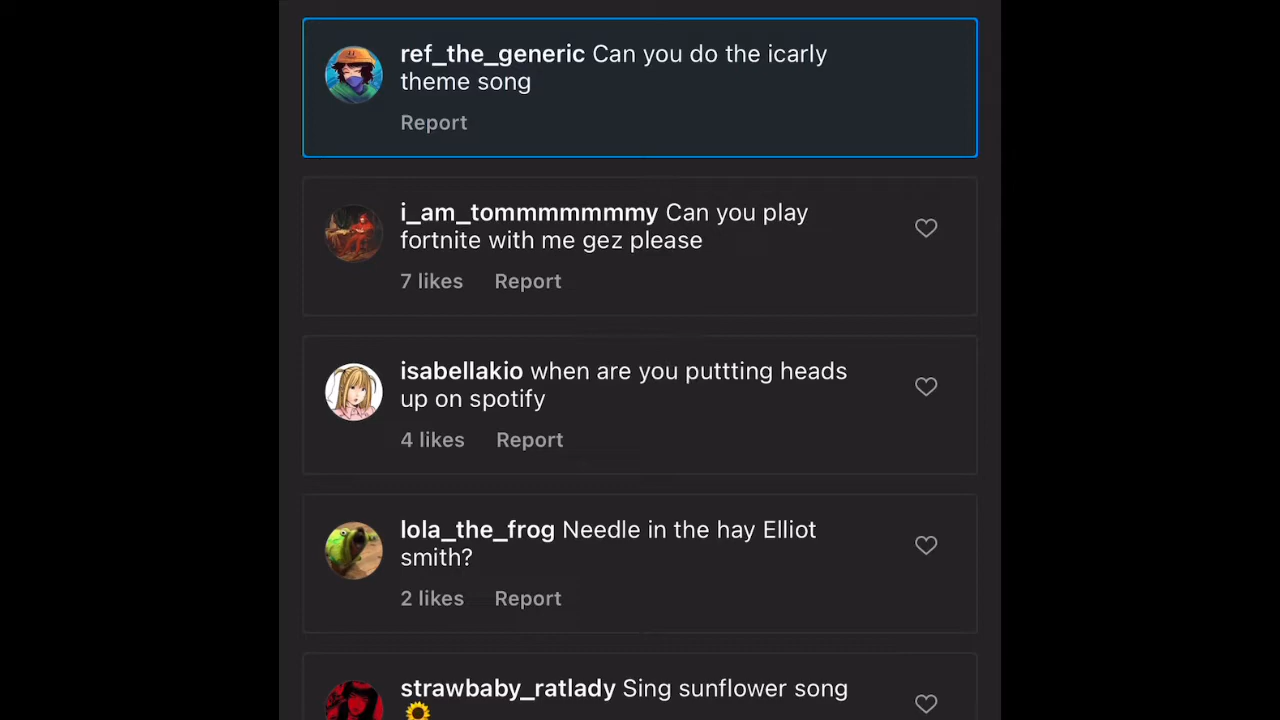 ref_the_generic Can you do the icarly
theme song
Report
i_am_tommmmmmmy Can you play
fortnite with me gez please
7 likes Report
isabellakio when are you puttting heads
up on spotify
4 likes Report
lola_the_frog Needle in the hay Elliot
smith?
2 likes Report
strawbaby_ratlady Sing sunflower song
🌻